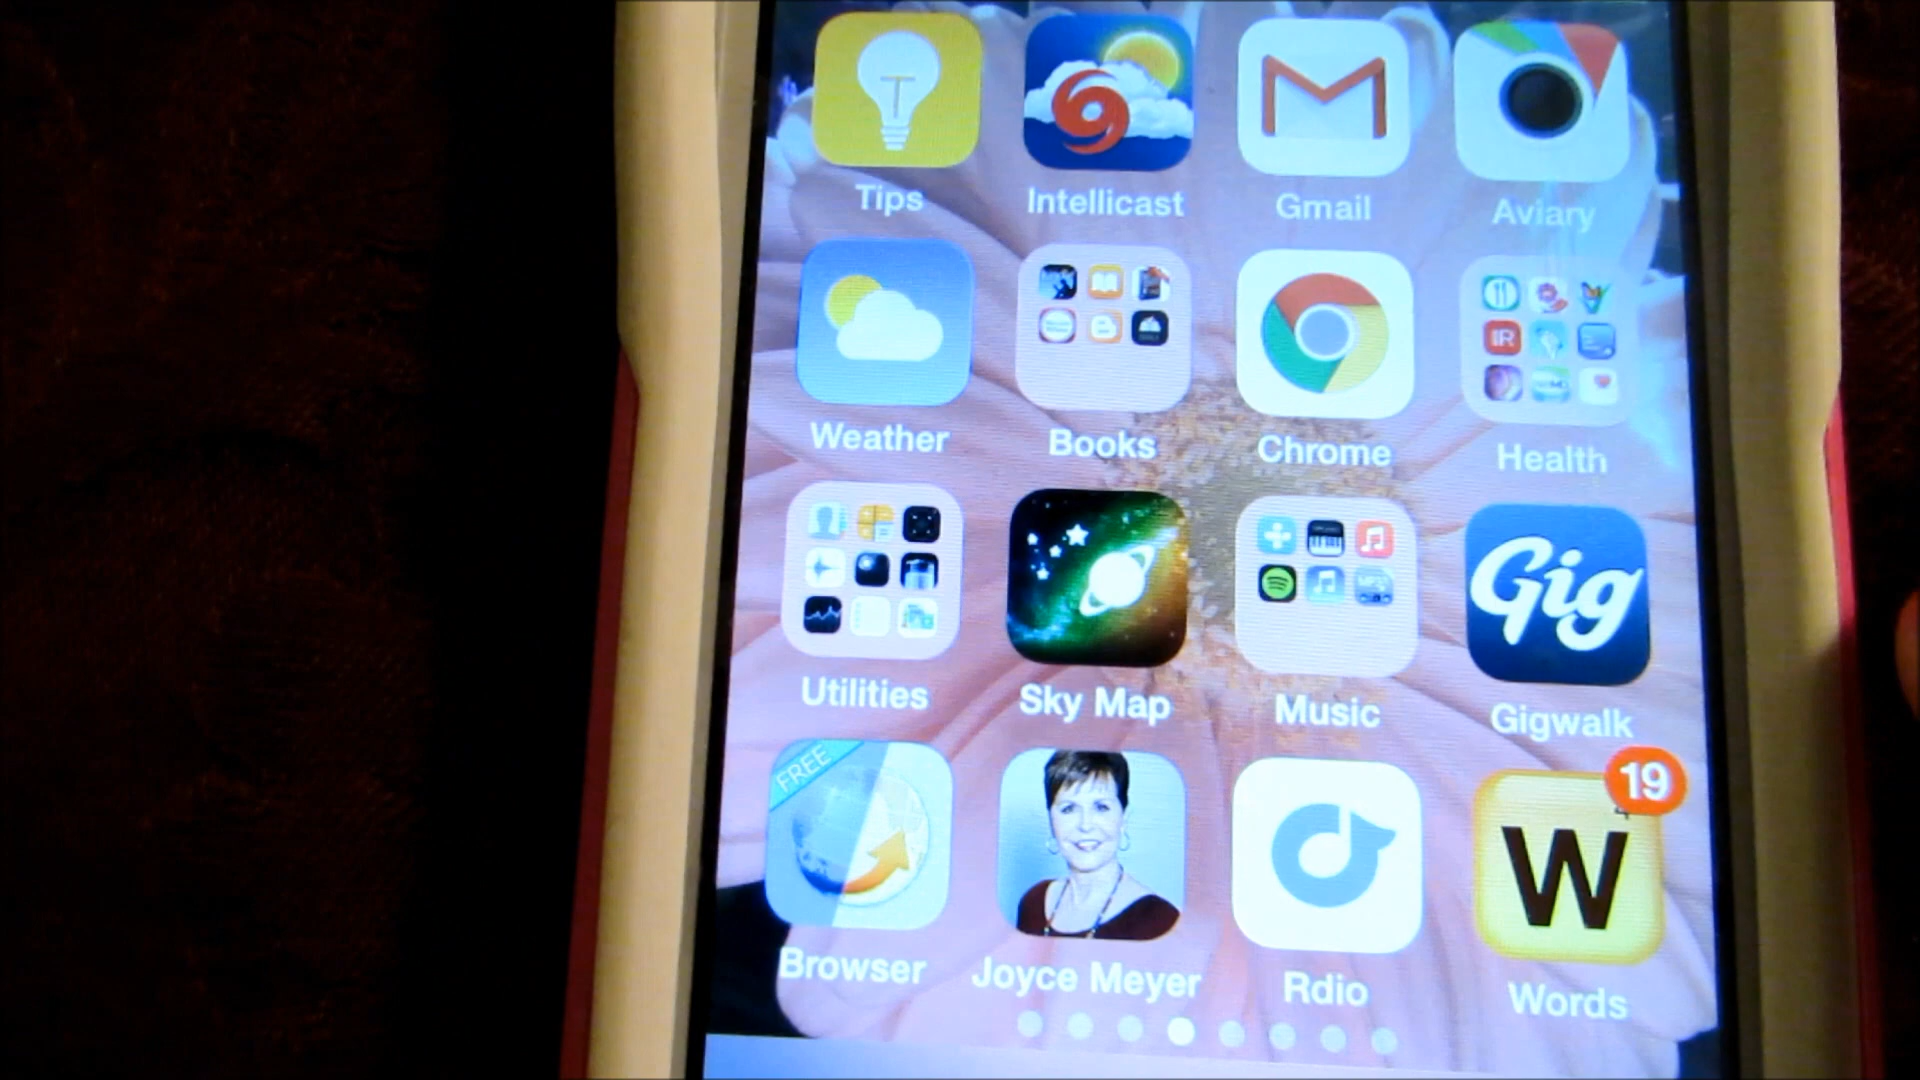 Tips Intellicast Gmail Aviary
Weather Books Chrome Health
IR
Utilities Sky Map Music Gigwalk
Gig
FREE
19
W
Browser Joyce Meyer Rdio Words